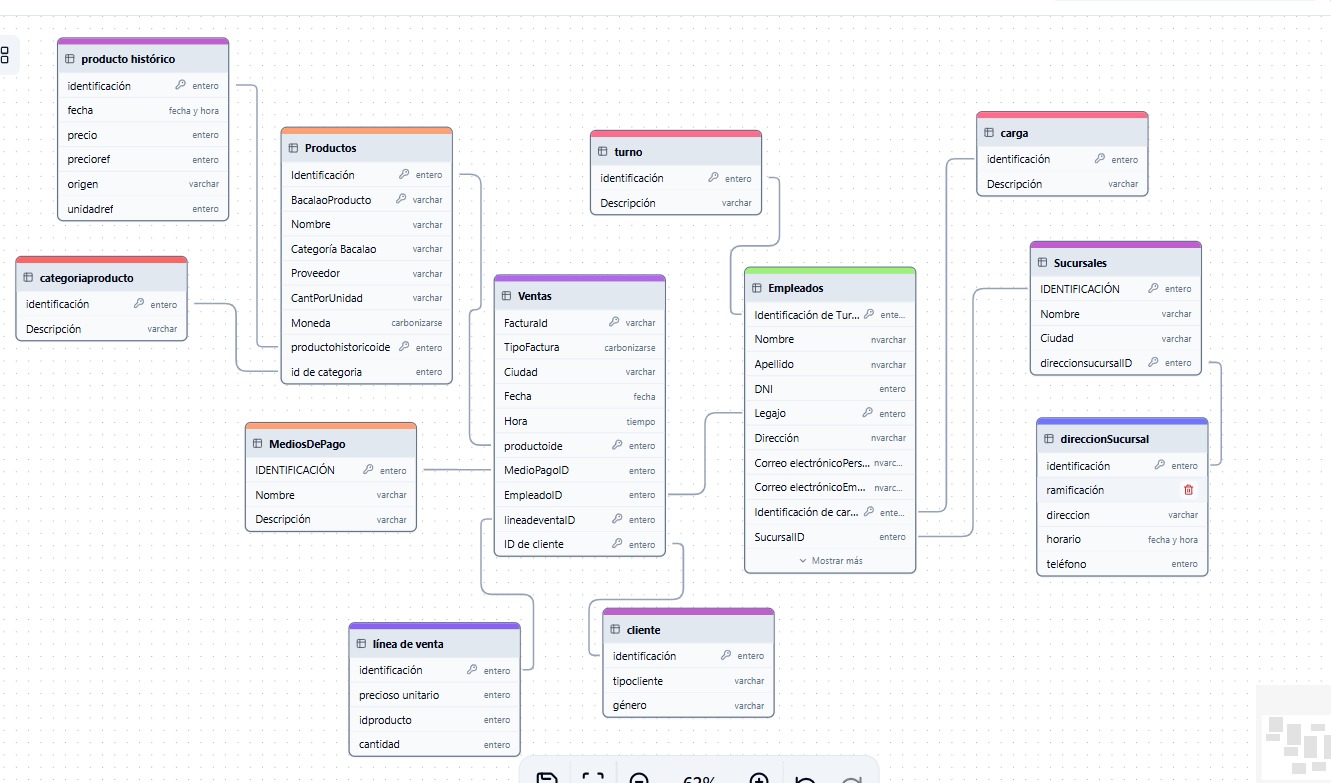 producto histórico
identificación entero
fecha fecha y hora
precio entero
precioref entero
origen varchar
unidadref entero
categoriaproducto
identificación entero
Descripción varchar
Productos
Identificación entero
BacalaoProducto varchar
Nombre varchar
Categoría Bacalao varchar
Proveedor varchar
CantPorUnidad varchar
Moneda carbonizarse
productohistoricoide entero
id de categoria entero
MediosDePago
IDENTIFICACIÓN entero
Nombre varchar
Descripción varchar
turno
identificación entero
Descripción varchar
Ventas
FacturaId varchar
TipoFactura carbonizarse
Ciudad varchar
Fecha fecha
Hora tiempo
productoide entero
MedioPagoID entero
EmpleadoID entero
lineadeventaID entero
ID de cliente entero
Empleados
Identificación de Tur... ente...
Nombre nvarchar
Apellido nvarchar
DNI entero
Legajo entero
Dirección nvarchar
Correo electrónicoPers... nvarc...
Correo electrónicoEm... nvarc...
Identificación de car... ente...
SucursalID entero
Mostrar más
carga
identificación entero
Descripción varchar
Sucursales
IDENTIFICACIÓN entero
Nombre varchar
Ciudad varchar
direccionsucursalID entero
direccionSucursal
identificación entero
ramificación
direccion varchar
horario fecha y hora
teléfono entero
línea de venta
identificación entero
precioso unitario entero
idproducto entero
cantidad entero
cliente
identificación entero
tipocliente varchar
género varchar